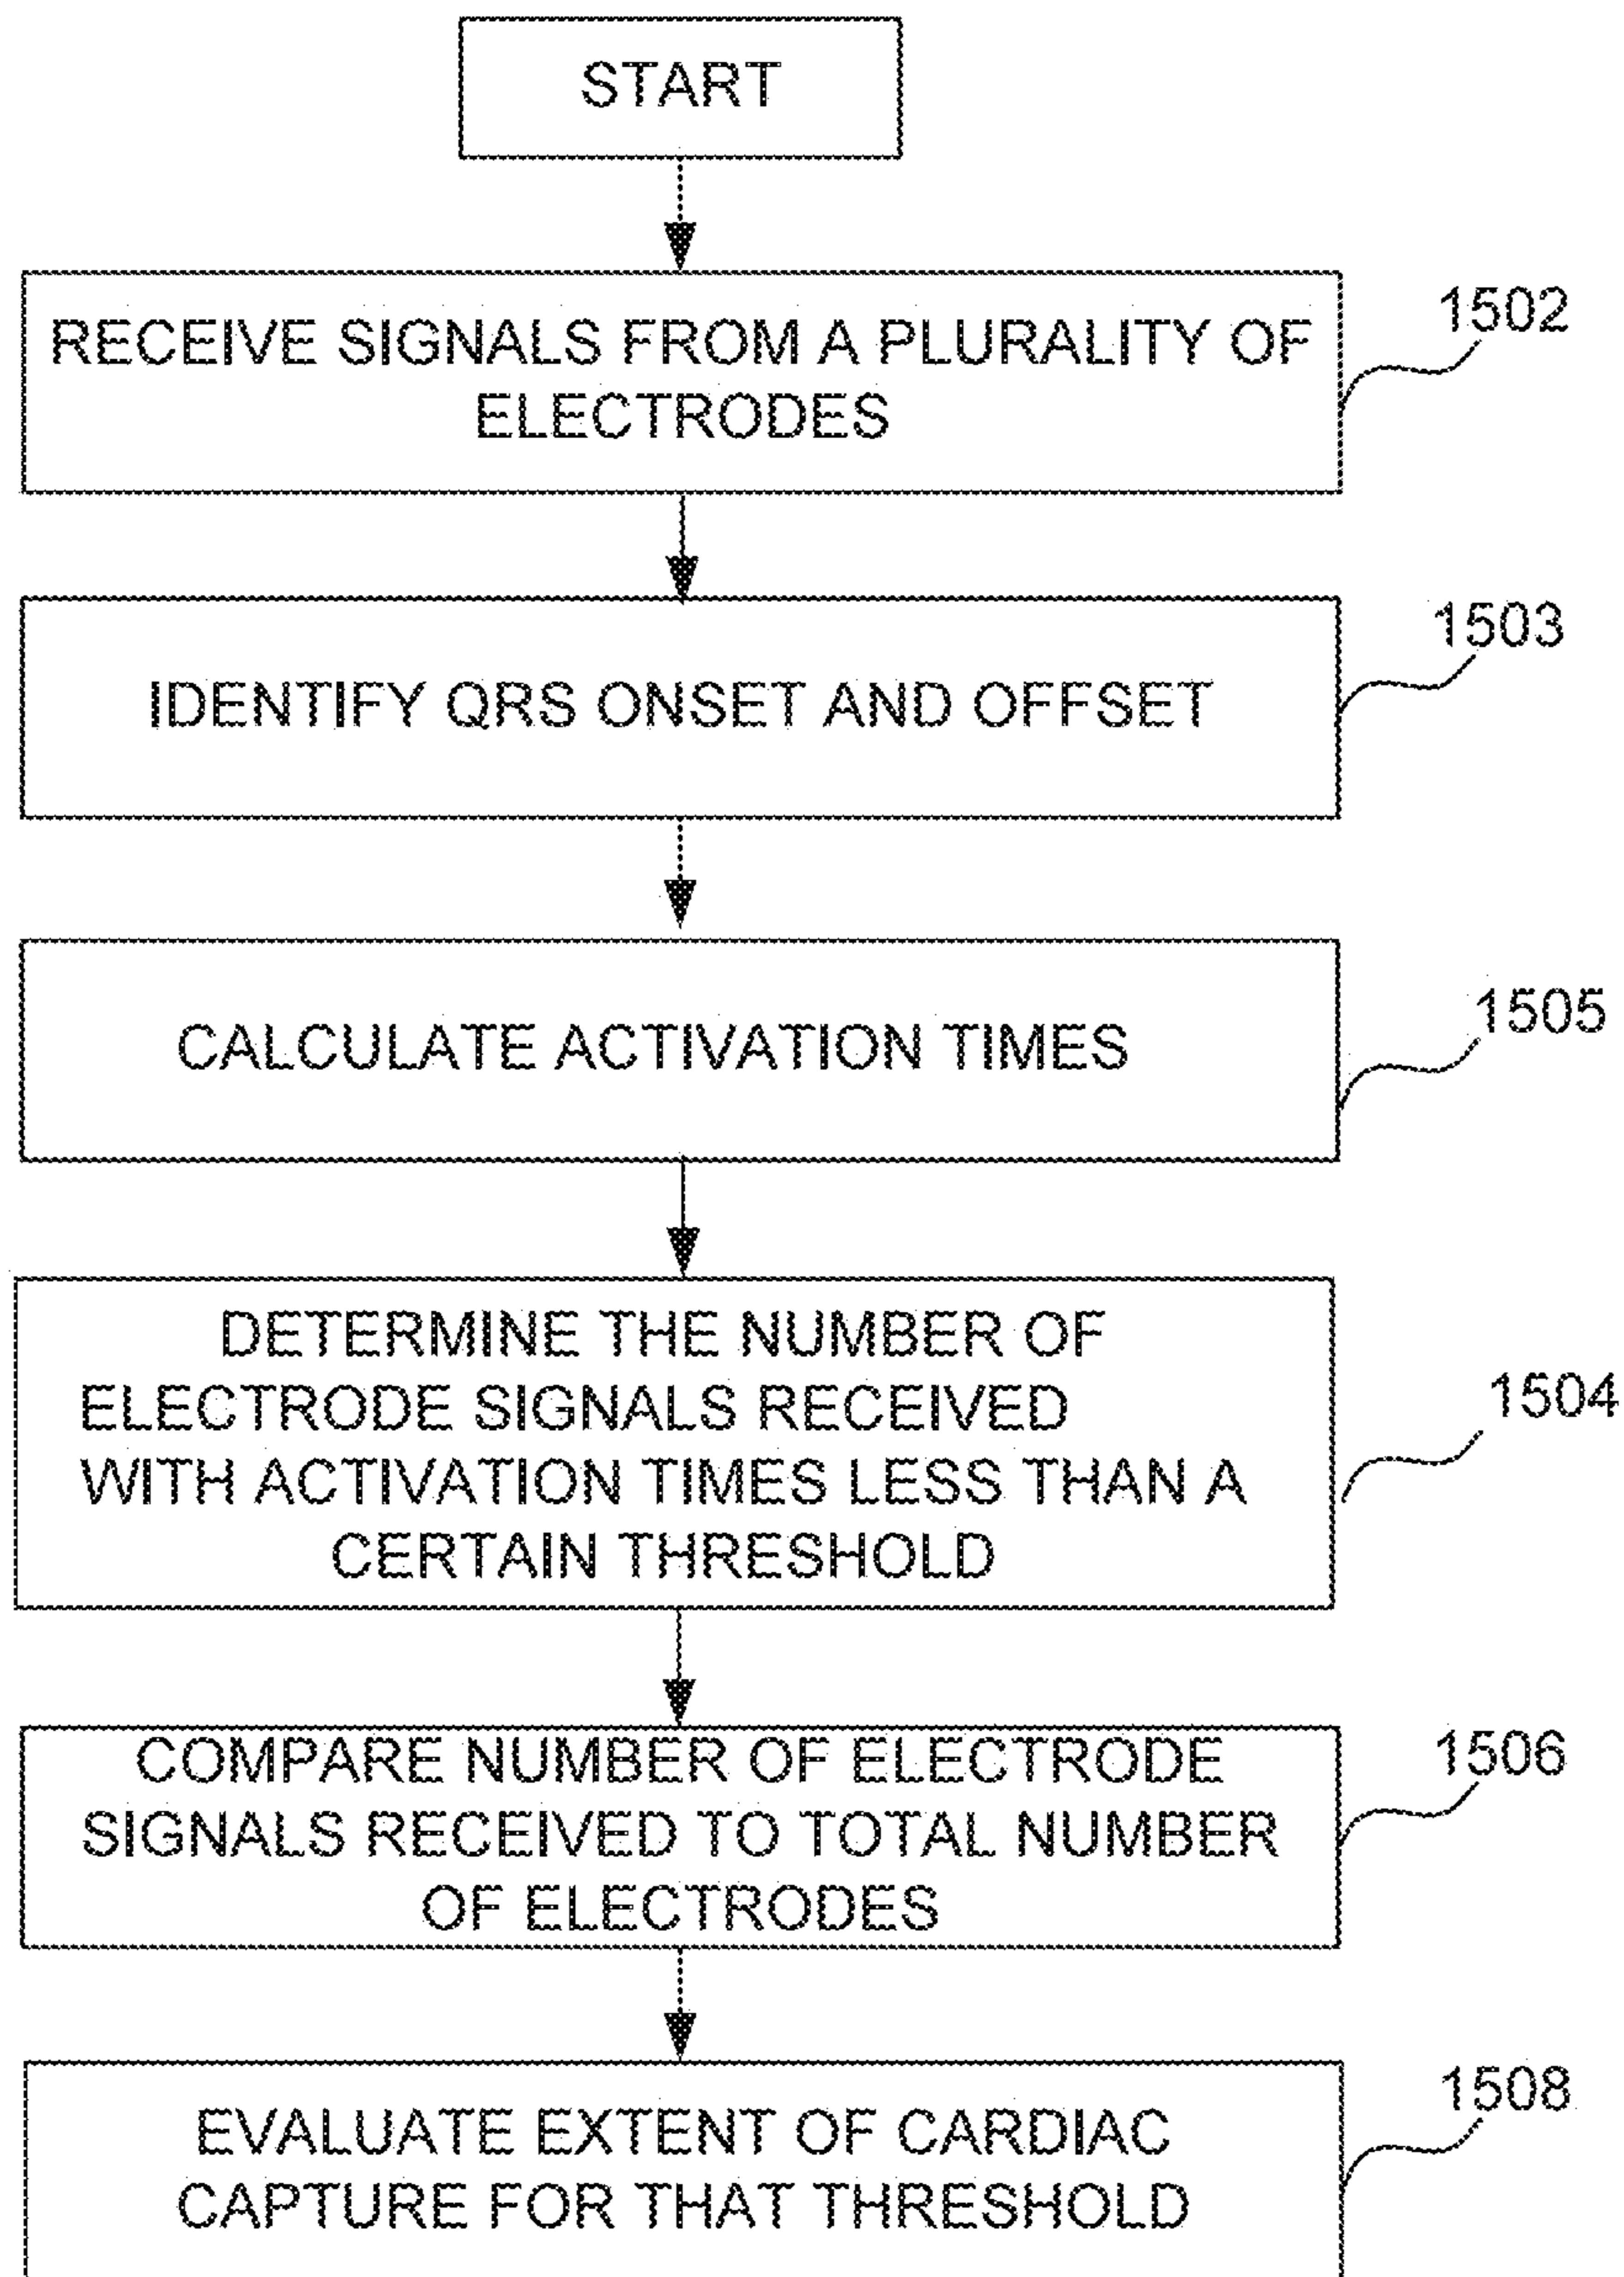 START
RECEIVE SIGNALS FROM A PLURALITY OF
ELECTRODES
1502
IDENTIFY QRS ONSET AND OFFSET
1503
CALCULATE ACTIVATION TIMES
1505
DETERMINE THE NUMBER OF
ELECTRODE SIGNALS RECEIVED
WITH ACTIVATION TIMES LESS THAN A
CERTAIN THRESHOLD
1504
COMPARE NUMBER OF ELECTRODE
SIGNALS RECEIVED TO TOTAL NUMBER
OF ELECTRODES
1506
EVALUATE EXTENT OF CARDIAC
CAPTURE FOR THAT THRESHOLD
1508